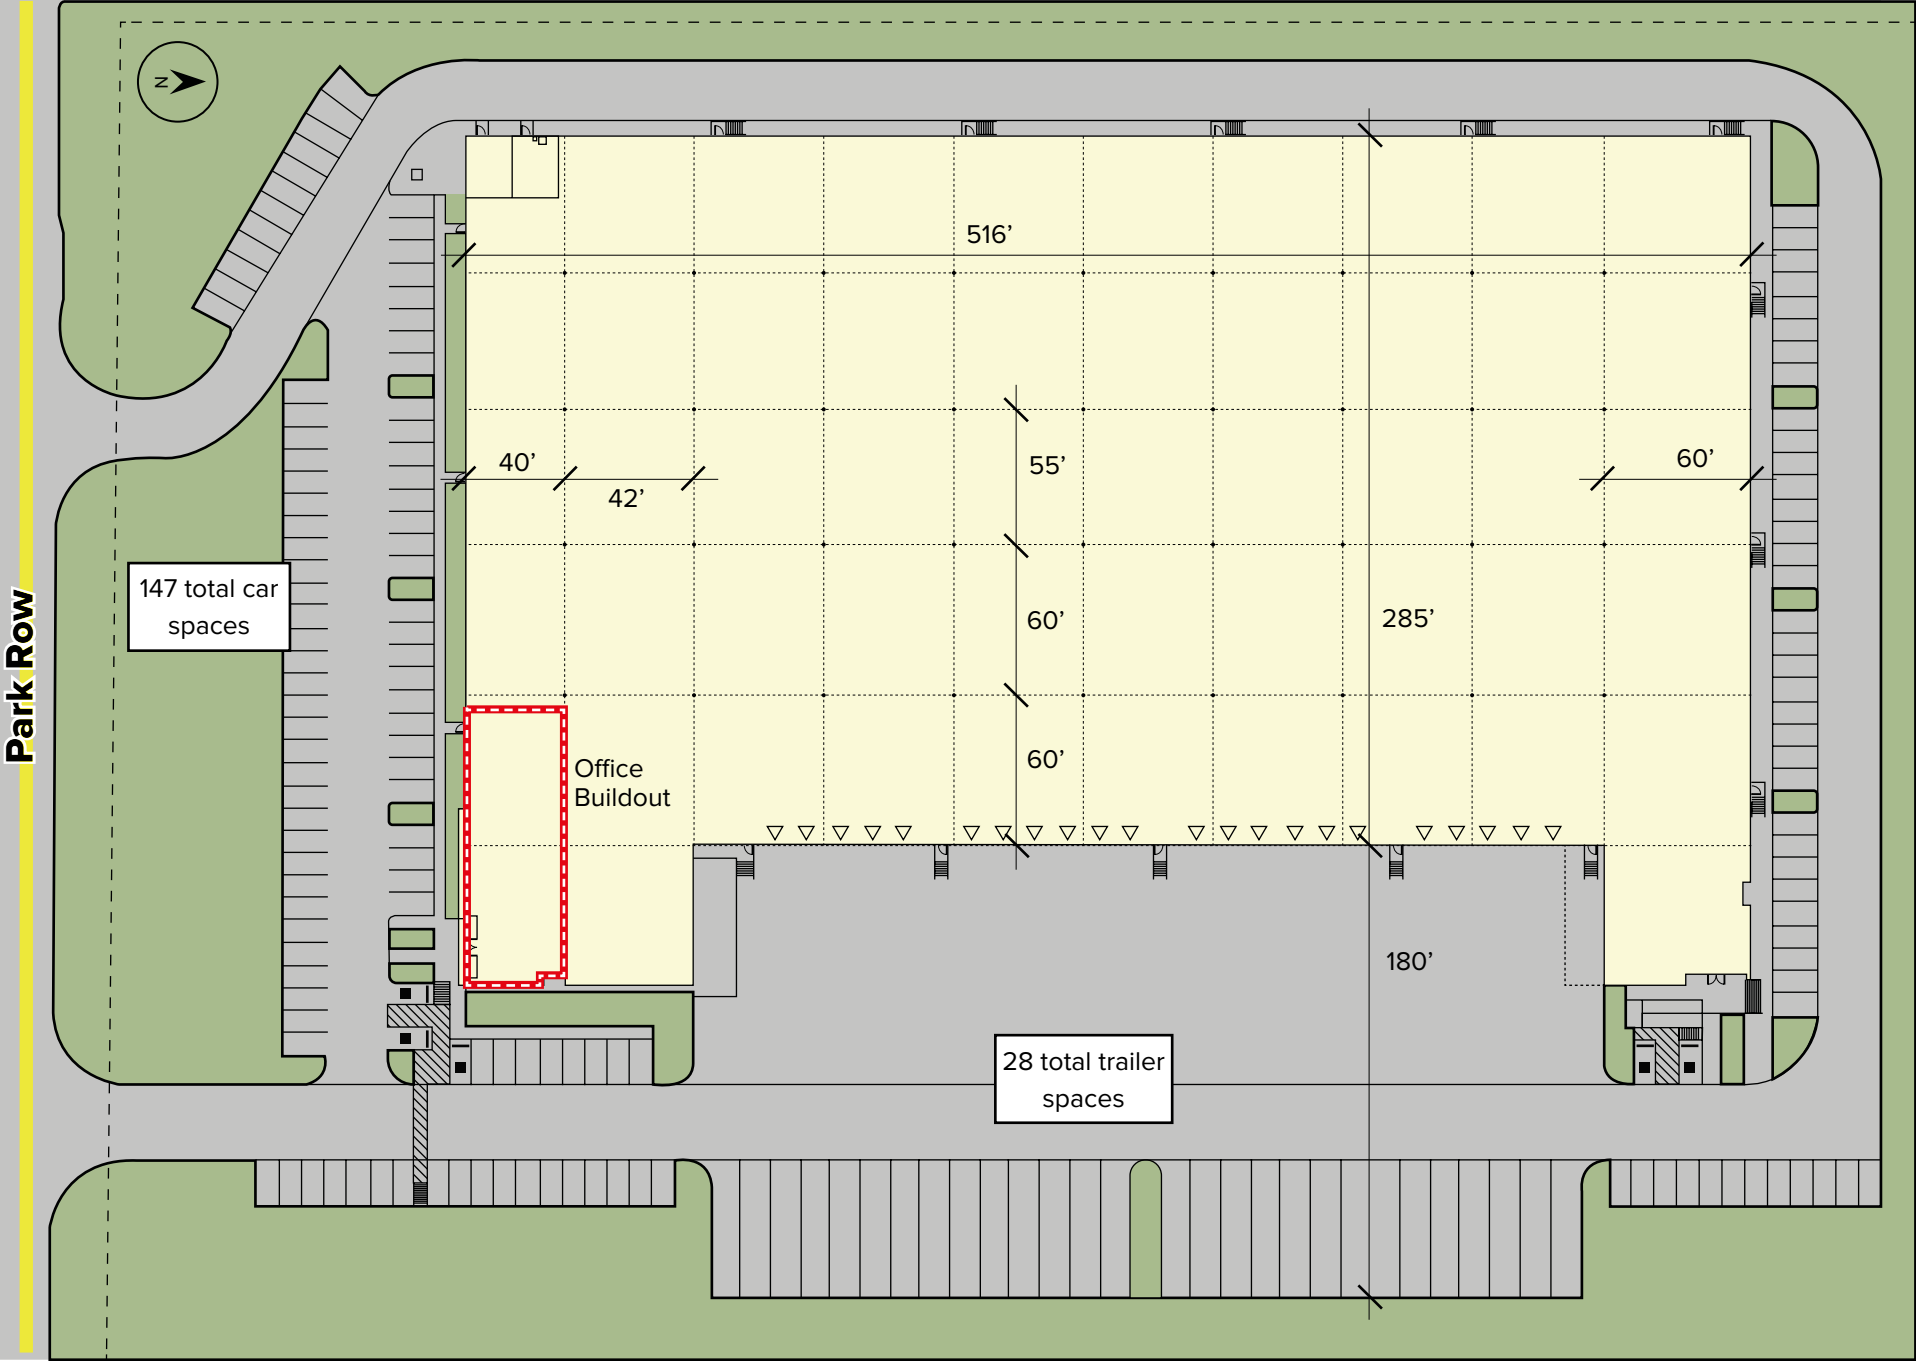 N
516’
40’
42’
55’
60’
147 total car
spaces
60’
285’
Park Row
60’
Office
Buildout
180’
28 total trailer
spaces